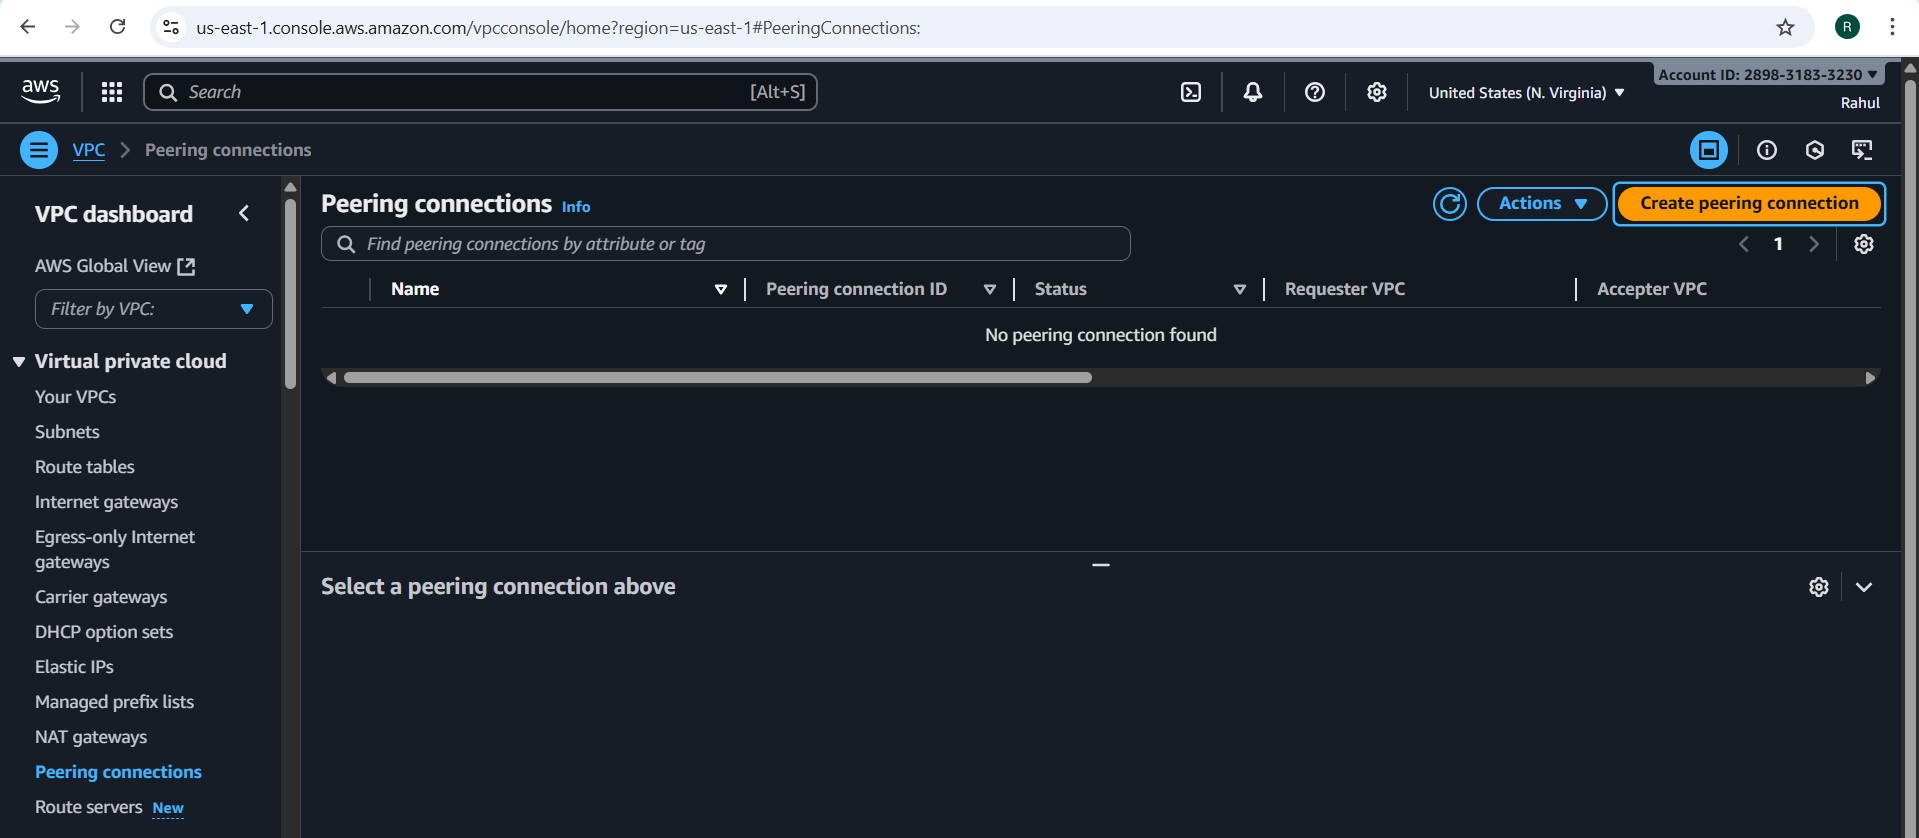 us-east-1.console.aws.amazon.com/vpcconsole/home?region=us-east-1#PeeringConnections:
R
aws
Search
[Alt+S]
United States (N. Virginia)
Account ID: 2898-3183-3230
Rahul
VPC
Peering connections
VPC dashboard
AWS Global View
Filter by VPC:
Virtual private cloud
Your VPCs
Subnets
Route tables
Internet gateways
Egress-only Internet
gateways
Carrier gateways
DHCP option sets
Elastic IPs
Managed prefix lists
NAT gateways
Peering connections
Route servers New
Peering connections Info
Actions
Create peering connection
Find peering connections by attribute or tag
1
Name Peering connection ID Status Requester VPC Accepter VPC
No peering connection found
Select a peering connection above